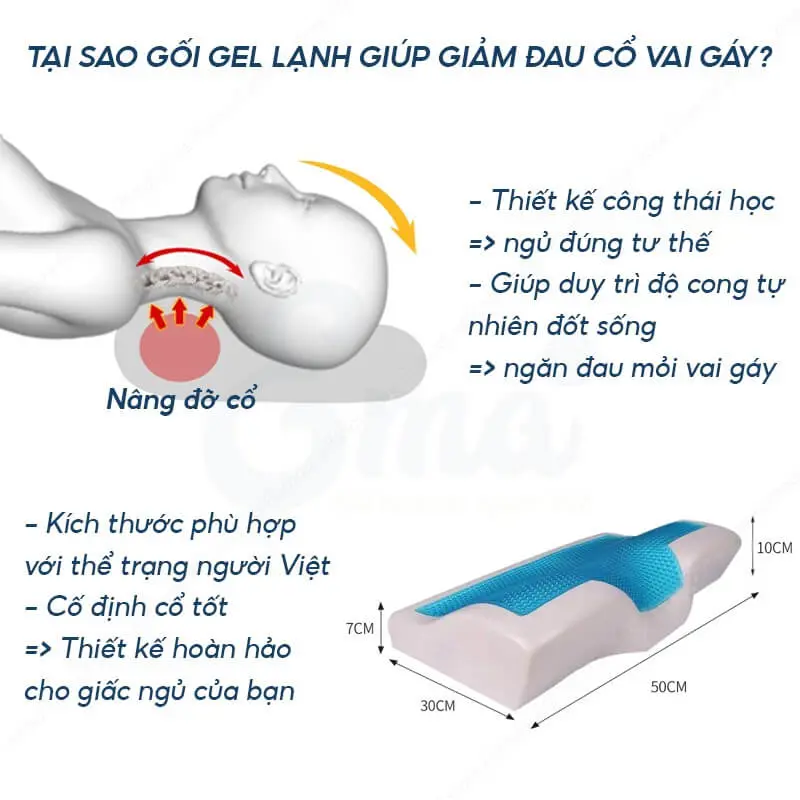 TẠI SAO GỐI GEL LẠNH GIÚP GIẢM ĐAU CỔ VAI GÁY?
- Thiết kế công thái học
=> ngủ đúng tư thế
- Giúp duy trì độ cong tự
nhiên đốt sống
=> ngăn đau mỏi vai gáy
Nâng đỡ cổ
- Kích thước phù hợp
với thể trạng người Việt
- Cố định cổ tốt
=> Thiết kế hoàn hảo
cho giấc ngủ của bạn
10CM
7CM
30CM
50CM